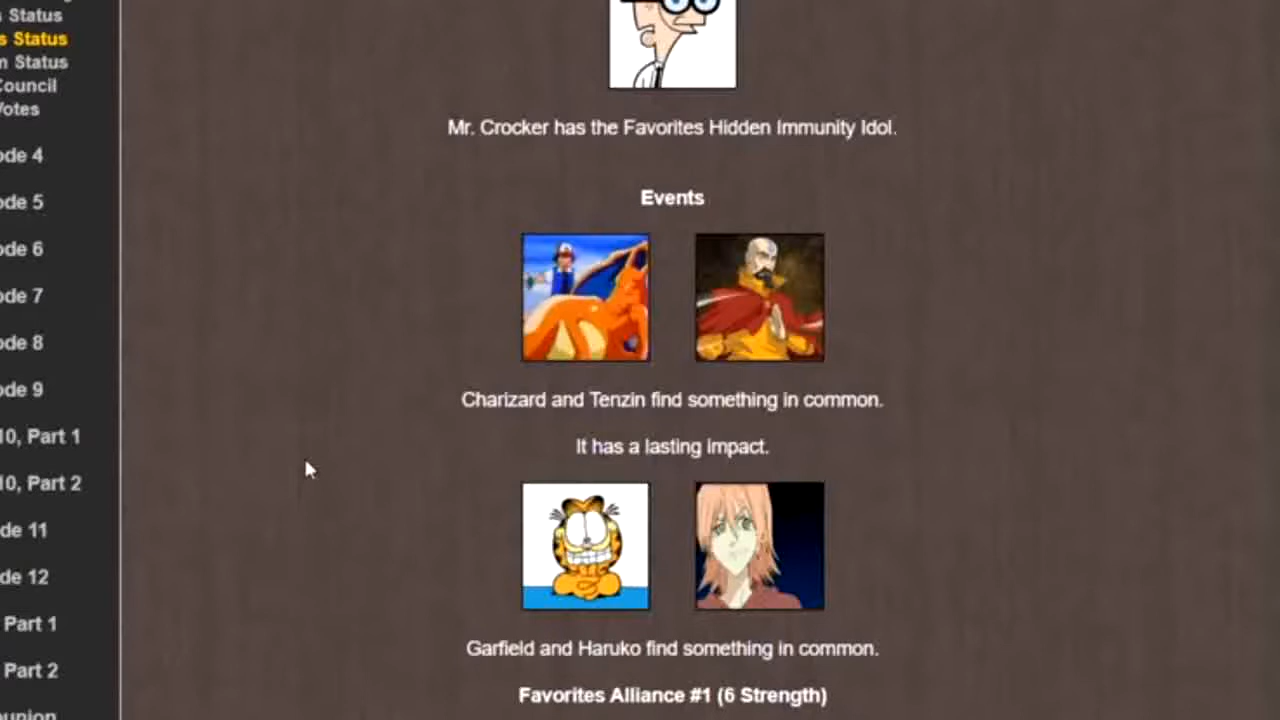 s Status
s Status
n Status
Council
Votes
ode 4
ode 5
ode 6
ode 7
ode 8
ode 9
10, Part 1
10, Part 2
de 11
de 12
Part 1
Part 2
Mr. Crocker has the Favorites Hidden Immunity Idol.
Events
Charizard and Tenzin find something in common.
It has a lasting impact.
Garfield and Haruko find something in common.
Favorites Alliance #1 (6 Strength)